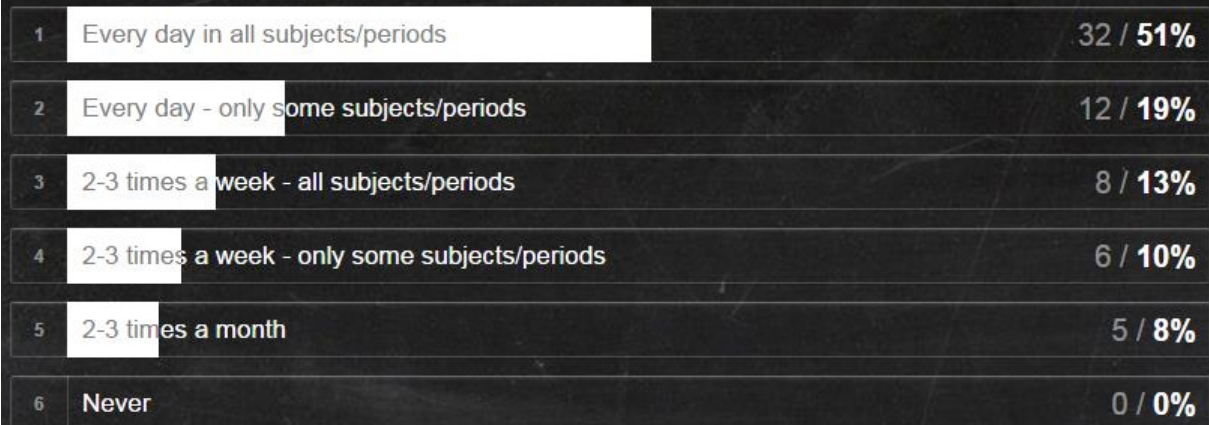 1 Every day in all subjects/periods 32 / 51%
2 Every day - only some subjects/periods 12 / 19%
3 2-3 times a week - all subjects/periods 8 / 13%
4 2-3 times a week - only some subjects/periods 6 / 10%
5 2-3 times a month 5 / 8%
6 Never 0 / 0%